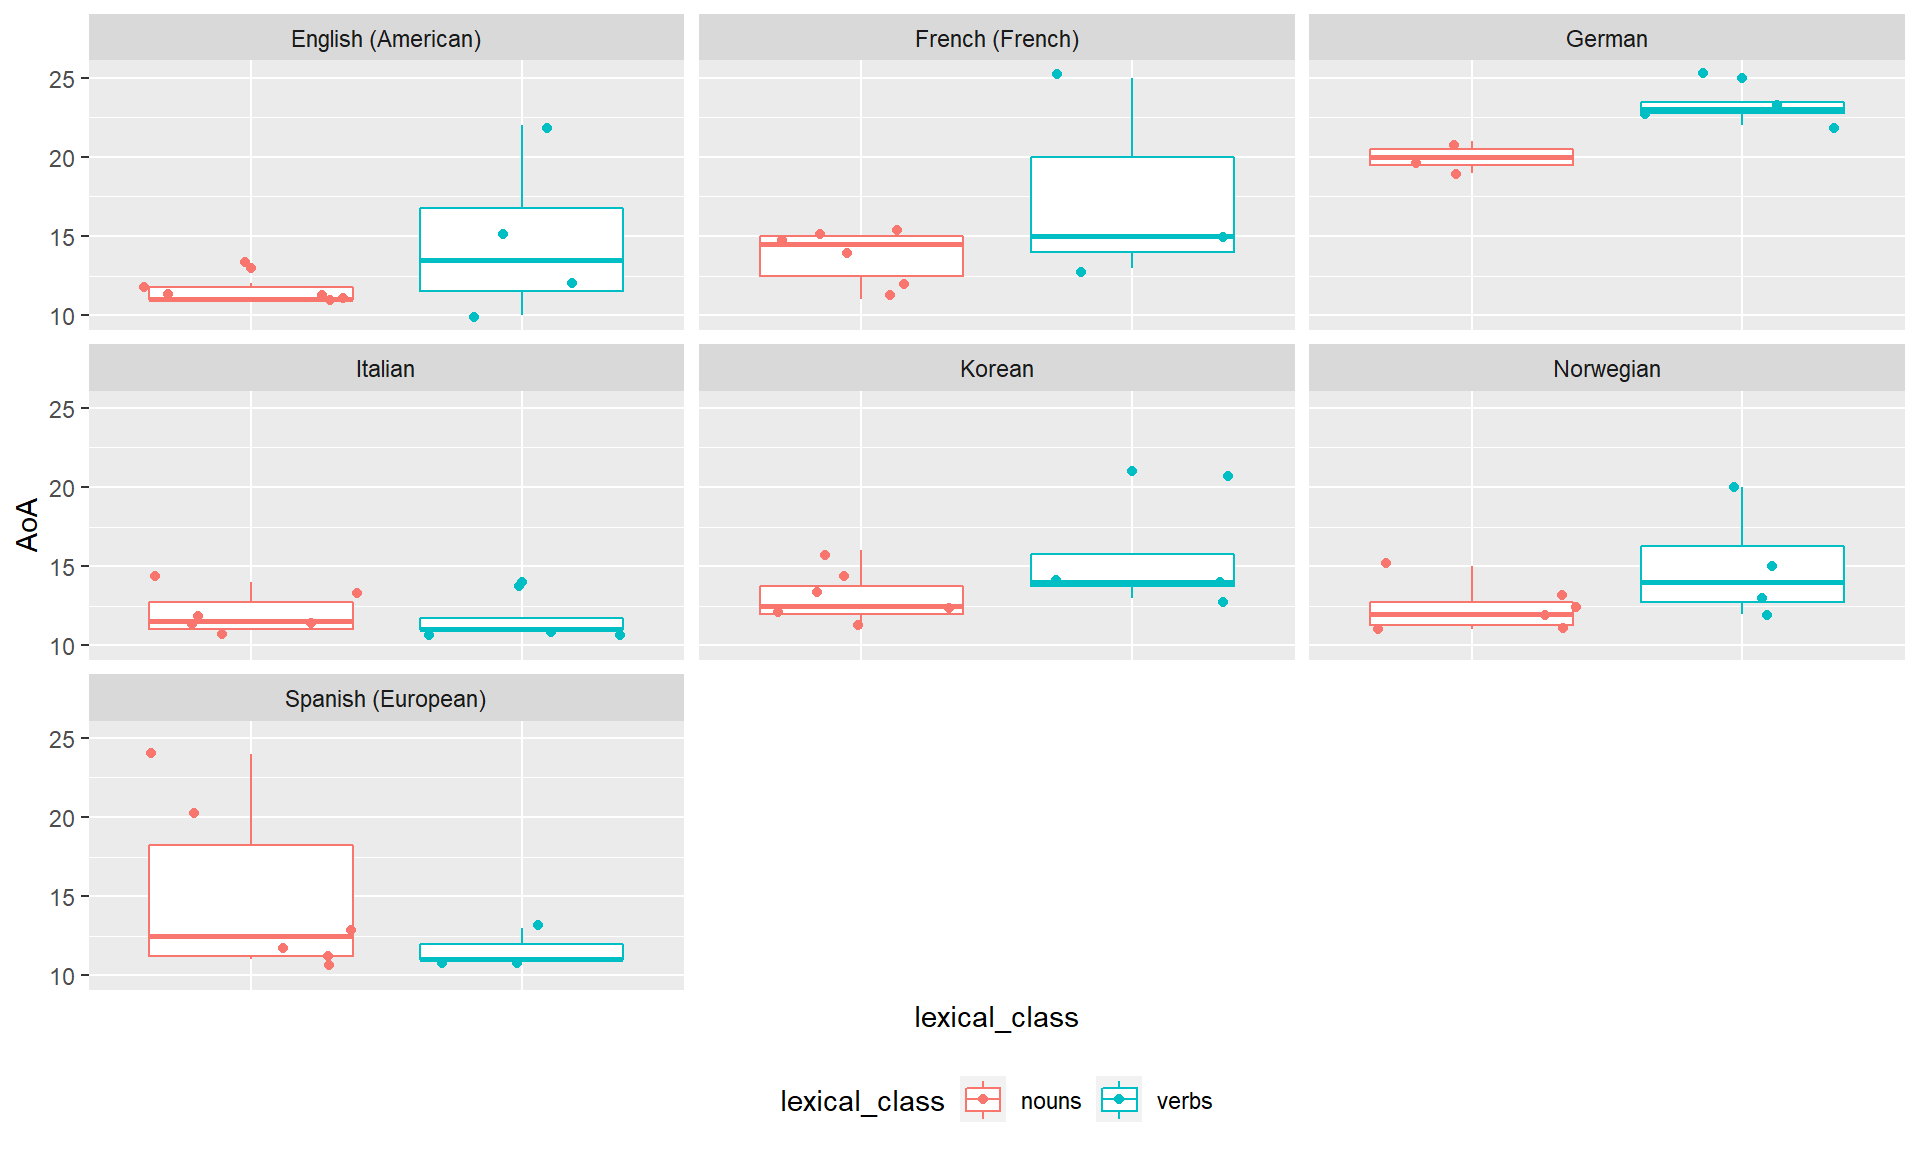 English (American)
French (French)
German
25
20
15
10
Italian
Korean
Norwegian
25
20
15
10
AoA
Spanish (European)
25
20
15
10
lexical_class
lexical_class nouns verbs